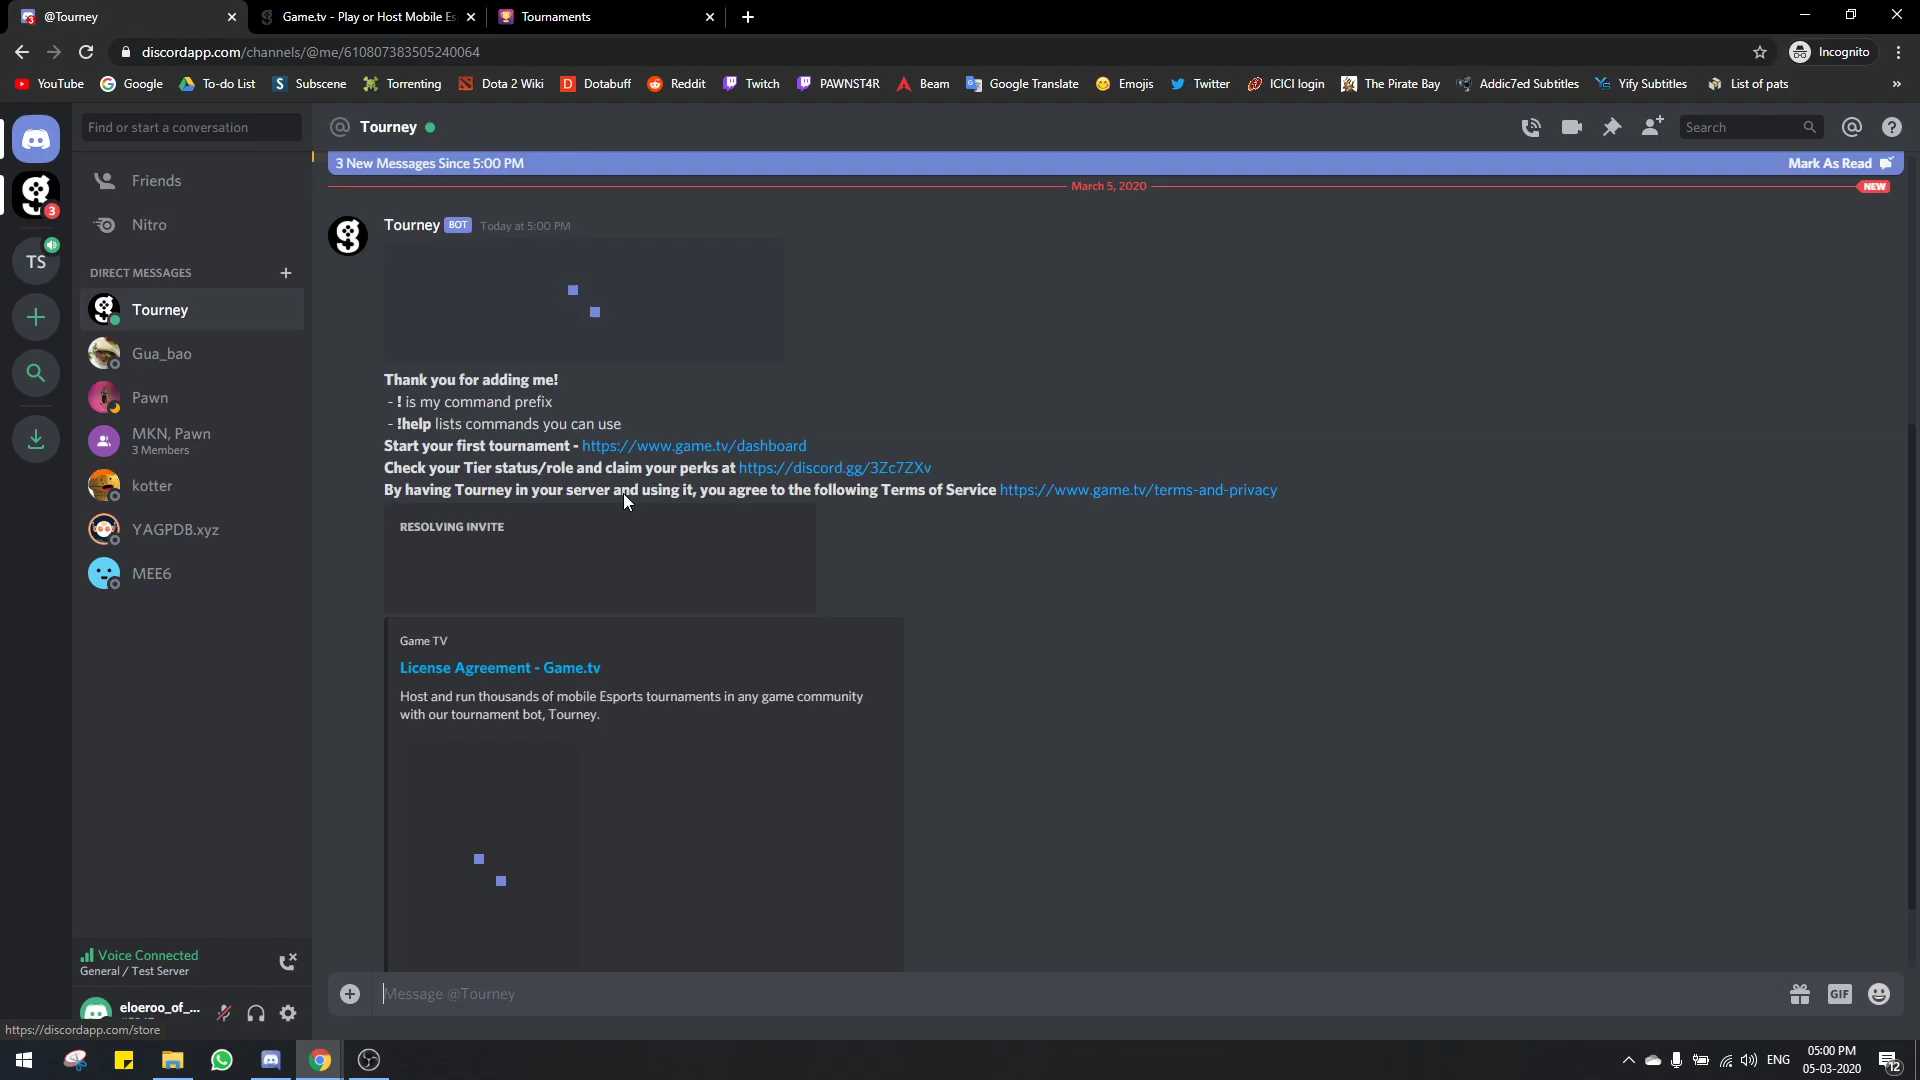 @Tourney
Game.tv - Play or Host Mobile Es
Tournaments
discordapp.com/channels/@me/610807383505240064
Incognito
YouTube
Google
To-do List
Subscene
Torrenting
Dota 2 Wiki
Dotabuff
Reddit
Twitch
PAWNST4R
Beam
Google Translate
Emojis
Twitter
ICICI login
The Pirate Bay
Addic7ed Subtitles
Yify Subtitles
List of pats
»
Find or start a conversation
@ Tourney
Search
3 New Messages Since 5:00 PM
Mark As Read
March 5, 2020
NEW
Friends
3
Nitro
TS
DIRECT MESSAGES
Tourney
Gua_bao
Pawn
MKN, Pawn
3 Members
kotter
YAGPDB.xyz
MEE6
Tourney BOT Today at 5:00 PM
Thank you for adding me!
- ! is my command prefix
- !help lists commands you can use
Start your first tournament - https://www.game.tv/dashboard
Check your Tier status/role and claim your perks at https://discord.gg/3Zc7ZXv
By having Tourney in your server and using it, you agree to the following Terms of Service https://www.game.tv/terms-and-privacy
RESOLVING INVITE
Game TV
License Agreement - Game.tv
Host and run thousands of mobile Esports tournaments in any game community
with our tournament bot, Tourney.
Voice Connected
General / Test Server
eloeroo_of_...
Message @Tourney
GIF
https://discordapp.com/store
ENG
05:00 PM
05-03-2020
12